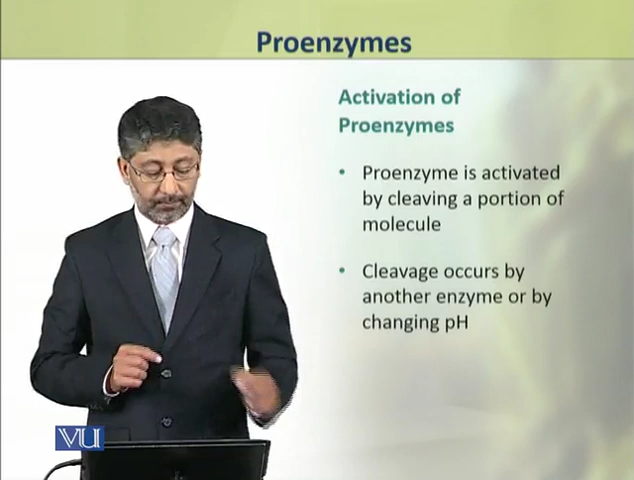 Proenzymes
Activation of
Proenzymes
• Proenzyme is activated
by cleaving a portion of
molecule
• Cleavage occurs by
another enzyme or by
changing pH
VU